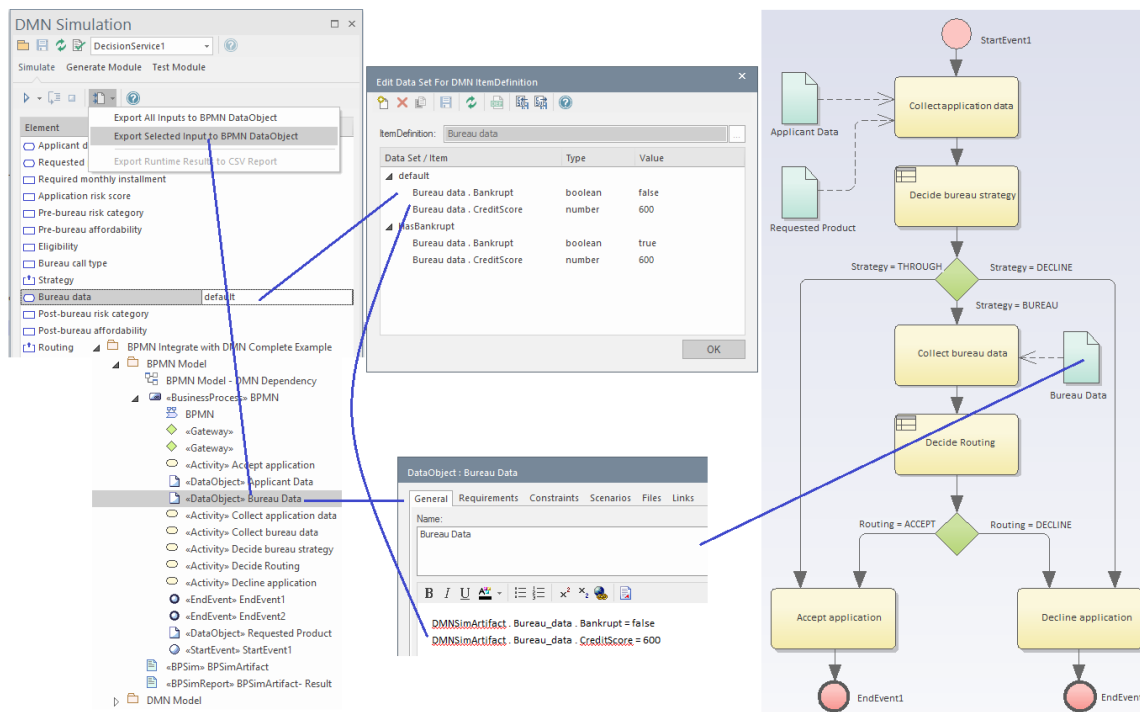 DMN Simulation
DecisionService1
Simulate Generate Module Test Module
Export All Inputs to BPMN DataObject
Export Selected Input to BPMN DataObject
Export Runtime Results to CSV Report
Element
Applicant d
Requested
Required monthly installment
Application risk score
Pre-bureau risk category
Pre-bureau affordability
Eligibility
Bureau call type
Strategy
Bureau data default
Post-bureau risk category
Post-bureau affordability
Routing
BPMN Integrate with DMN Complete Example
BPMN Model
BPMN Model - DMN Dependency
«BusinessProcess» BPMN
BPMN
«Gateway»
«Gateway»
«Activity» Accept application
«DataObject» Applicant Data
«DataObject» Bureau Data
«Activity» Collect application data
«Activity» Collect bureau data
«Activity» Decide bureau strategy
«Activity» Decide Routing
«Activity» Decline application
«EndEvent» EndEvent1
«EndEvent» EndEvent2
«DataObject» Requested Product
«StartEvent» StartEvent1
«BPSim» BPSimArtifact
«BPSimReport» BPSimArtifact- Result
DMN Model
Edit Data Set For DMN ItemDefinition
ItemDefinition: Bureau data ...
Data Set / Item Type Value
default
Bureau data . Bankrupt boolean false
Bureau data . CreditScore number 600
HasBankrupt
Bureau data . Bankrupt boolean true
Bureau data . CreditScore number 600
OK
DataObject : Bureau Data
General Requirements Constraints Scenarios Files Links
Name:
Bureau Data
B I U A x² x₂
DMNSimArtifact . Bureau_data . Bankrupt = false
DMNSimArtifact . Bureau_data . CreditScore = 600
StartEvent1
Collect application data
Applicant Data
Decide bureau strategy
Requested Product
Strategy = THROUGH Strategy = DECLINE
Strategy = BUREAU
Collect bureau data
Bureau Data
Decide Routing
Routing = ACCEPT Routing = DECLINE
Accept application Decline application
EndEvent1 EndEvent